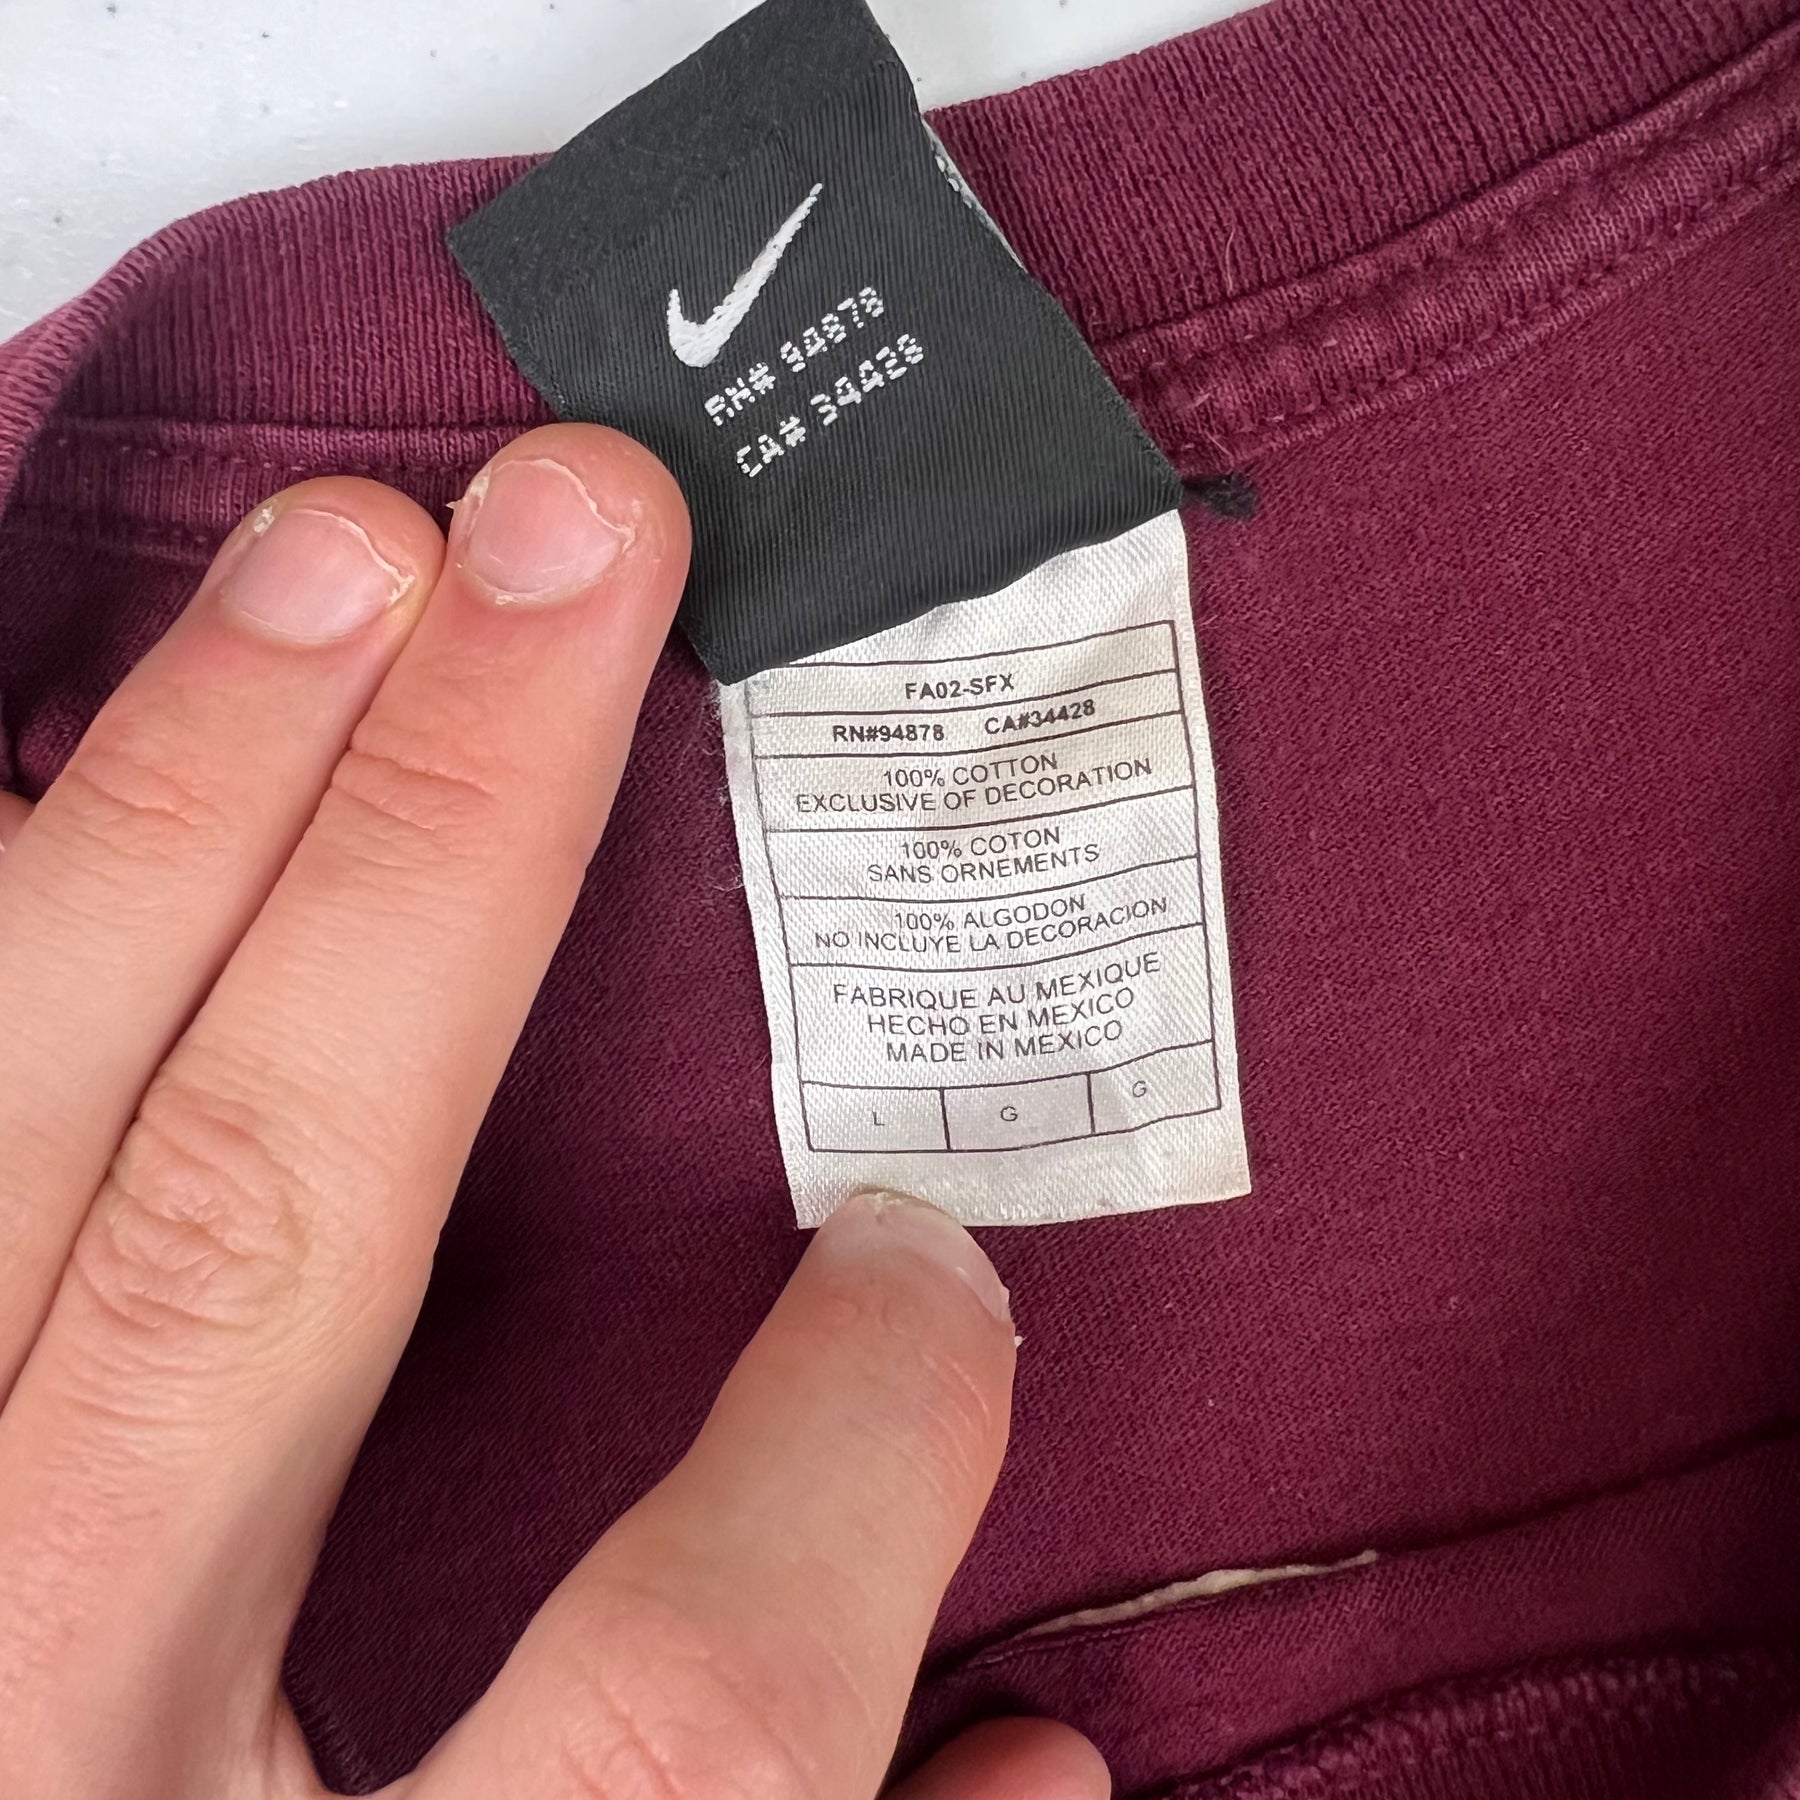 RN# 94878
CA# 34428
FA02-SFX
RN#94878 CA#34428
100% COTTON
EXCLUSIVE OF DECORATION
100% COTON
SANS ORNEMENTS
100% ALGODON
NO INCLUYE LA DECORACION
FABRIQUE AU MEXIQUE
HECHO EN MEXICO
MADE IN MEXICO
L G G